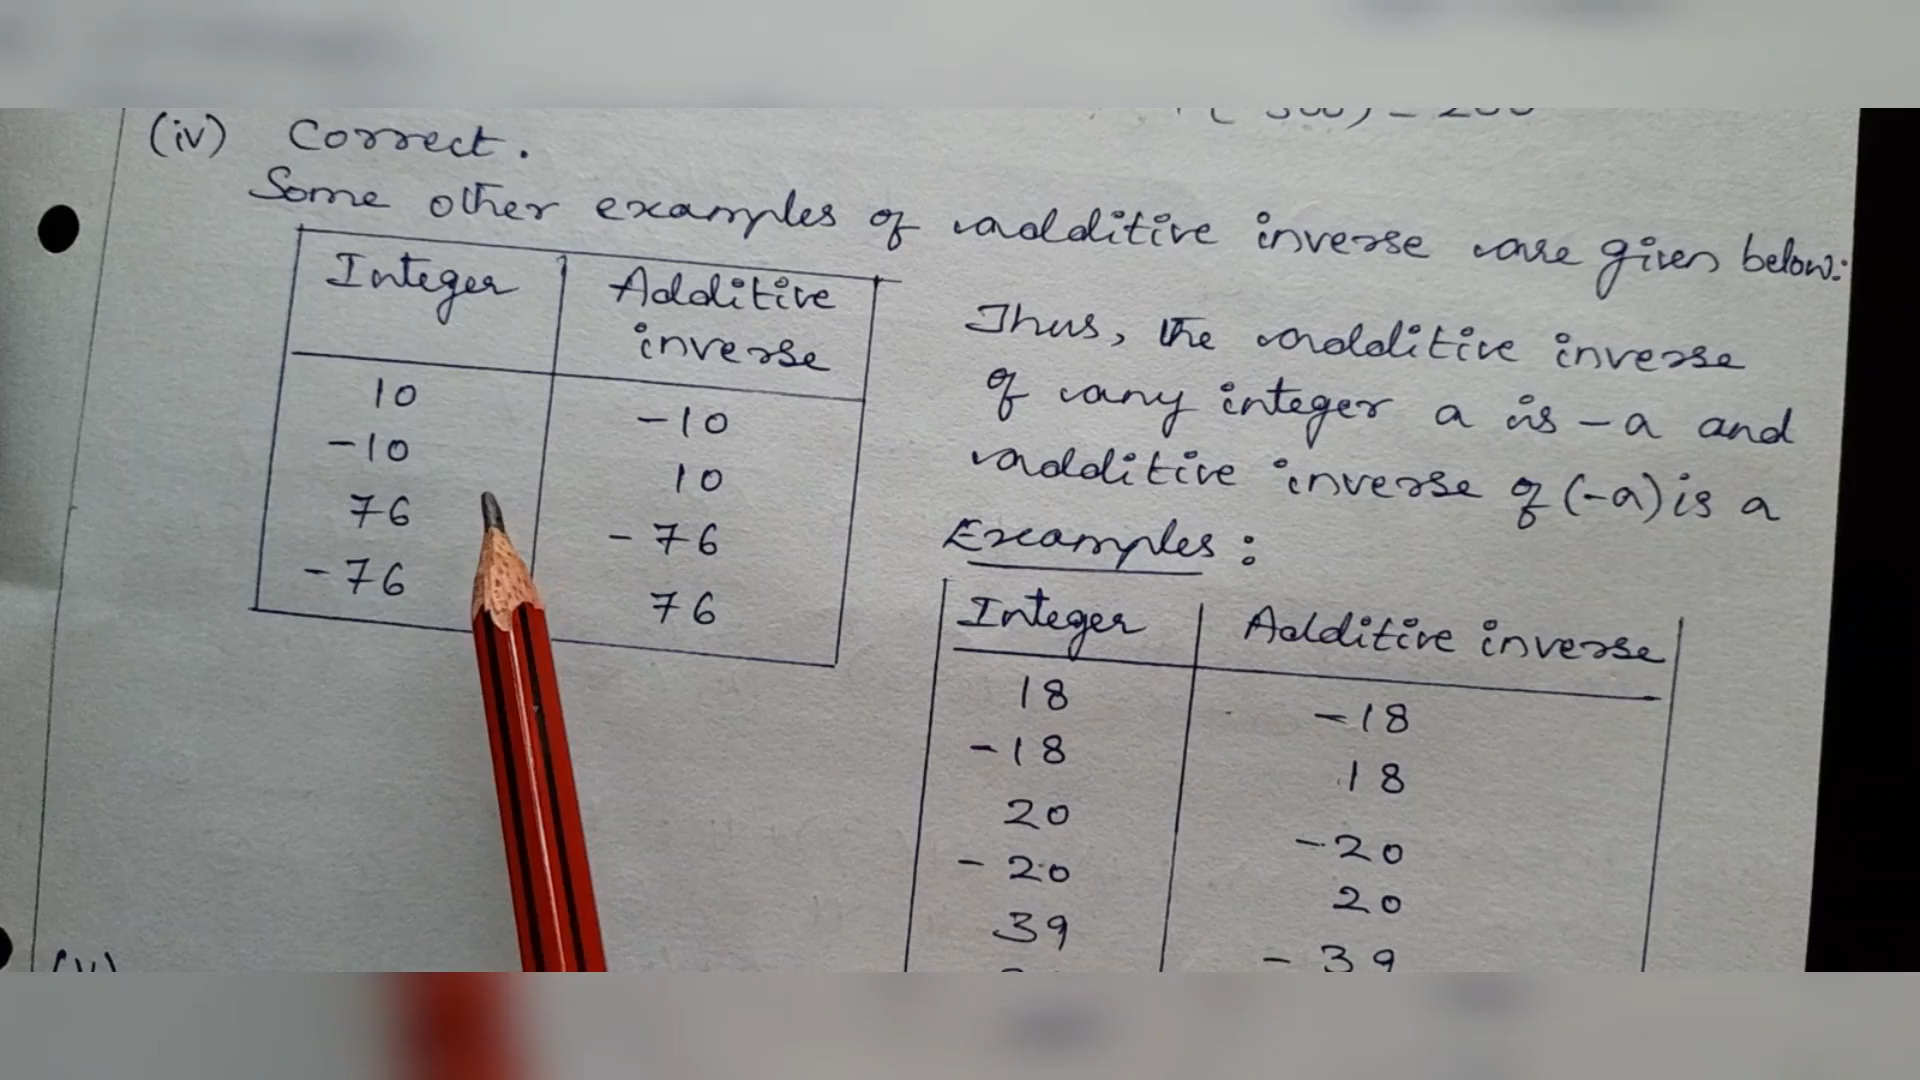 (iv) Correct.
Some other examples of additive inverse are given below:
Integer Additive inverse
10 -10
-10 10
76 -76
-76 76
Thus, the additive inverse
of any integer a is -a and
additive inverse of (-a) is a
Examples:
Integer Additive inverse
18 -18
-18 18
20 -20
-20 20
39 -39